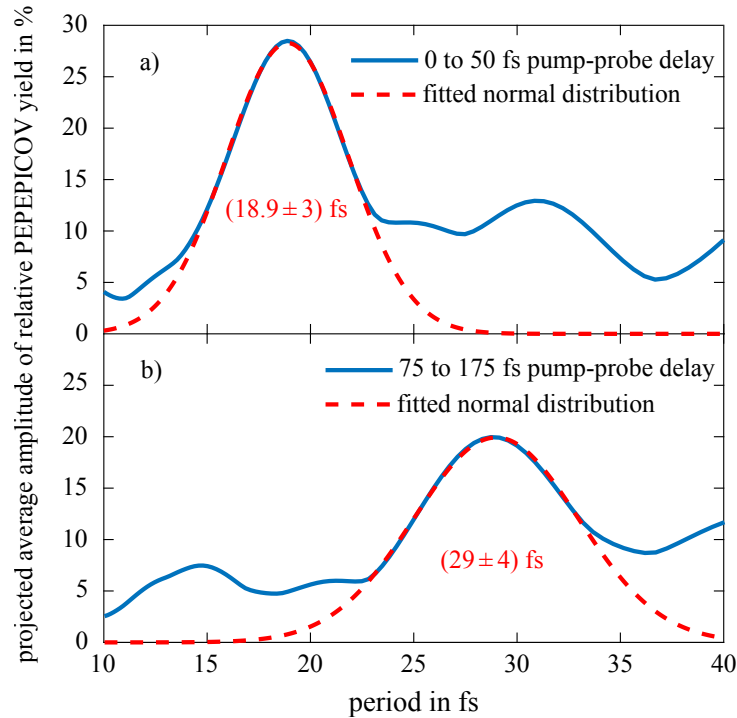 projected average amplitude of relative PEPEPICOV yield in %
30
25
20
15
10
5
0
a)
0 to 50 fs pump-probe delay
fitted normal distribution
(18.9 ± 3) fs
25
20
15
10
5
0
b)
75 to 175 fs pump-probe delay
fitted normal distribution
(29 ± 4) fs
10 15 20 25 30 35 40
period in fs